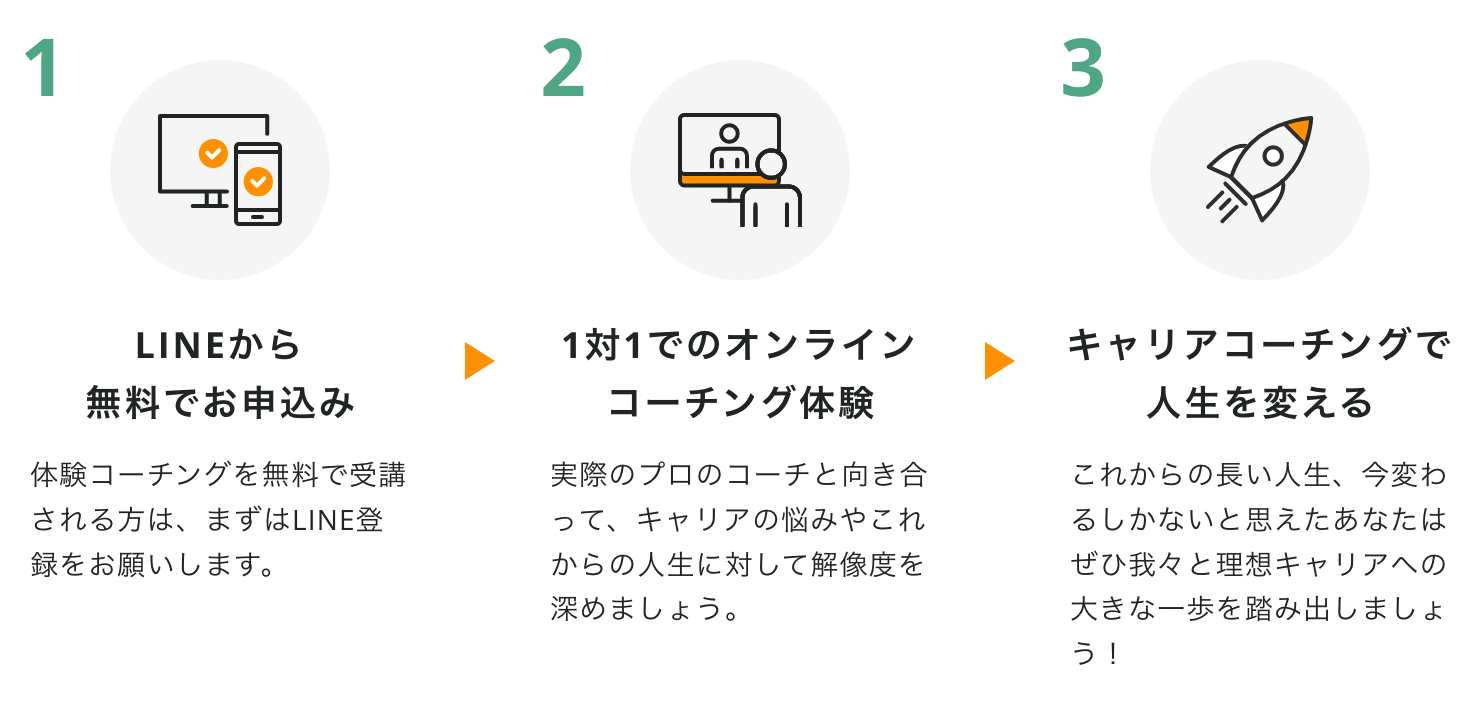 1
LINEから
無料でお申込み
体験コーチングを無料で受講
される方は、まずはLINE登
録をお願いします。
2
1対1でのオンライン
コーチング体験
実際のプロのコーチと向き合
って、キャリアの悩みやこれ
からの人生に対して解像度を
深めましょう。
3
キャリアコーチングで
人生を変える
これからの長い人生、今変わ
るしかないと思えたあなたは
ぜひ我々と理想キャリアへの
大きな一歩を踏み出しましょ
う！